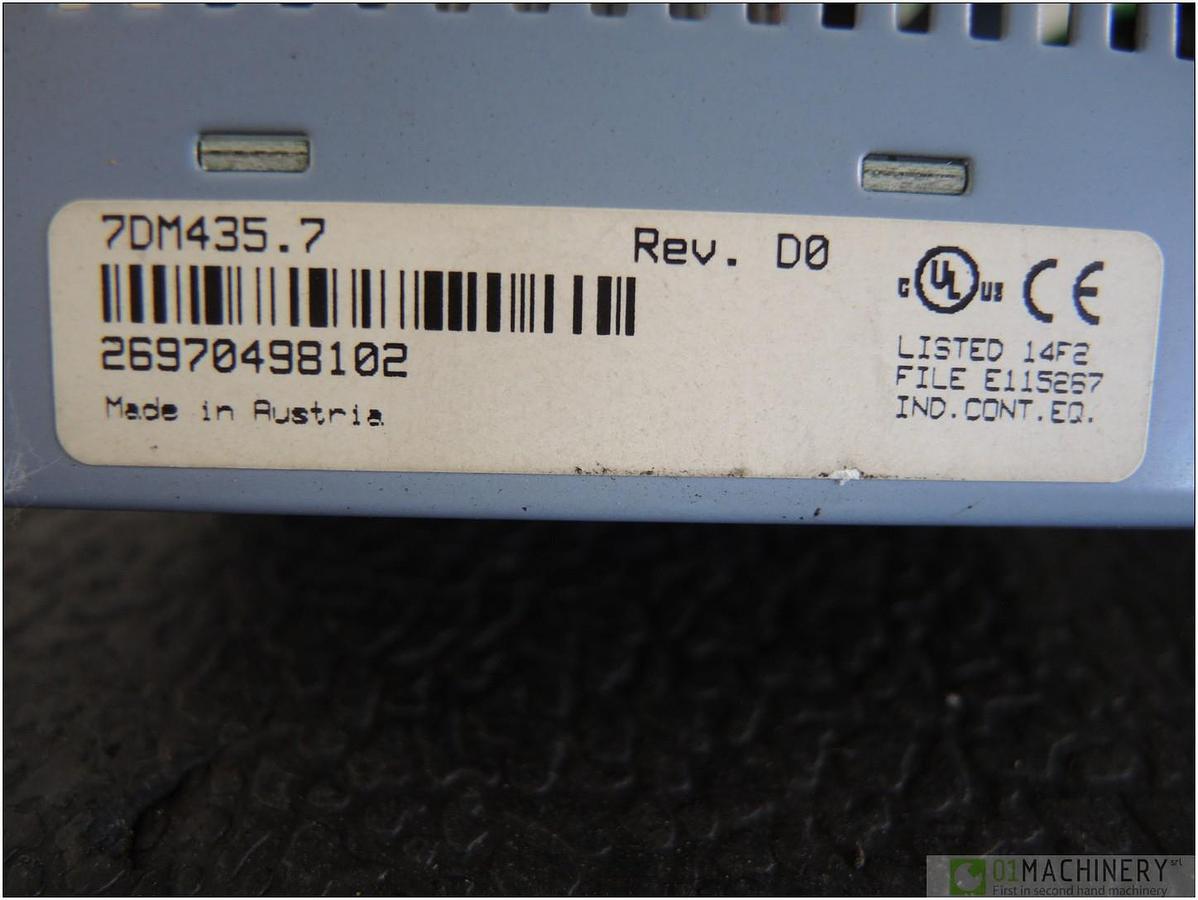 7DM435.7
Rev. D0
26970498102
Made in Austria
C UL US CE
LISTED 14F2
FILE E115267
IND.CONT.EQ.
01MACHINERY srl
First in second hand machinery